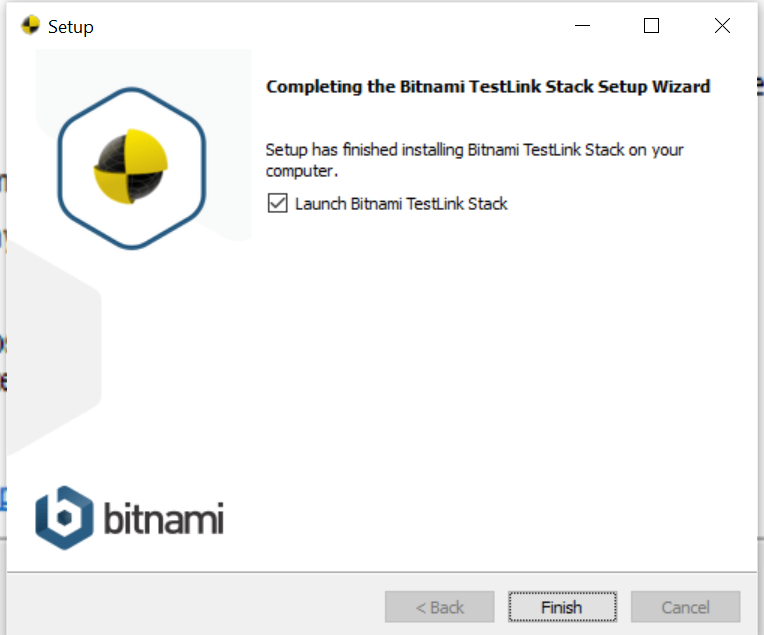 Setup
Completing the Bitnami TestLink Stack Setup Wizard
Setup has finished installing Bitnami TestLink Stack on your
computer.
Launch Bitnami TestLink Stack
bitnami
< Back
Finish
Cancel